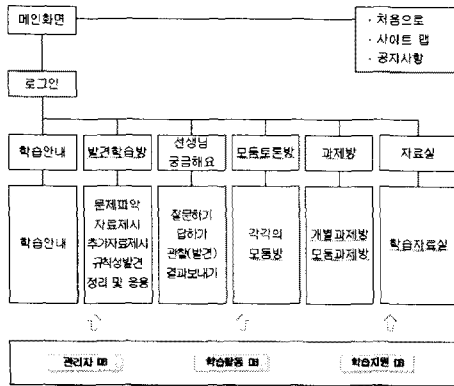 메인화면
· 처음으로
· 사이트 맵
· 공지사항
로그인
학습안내
발견학습방
선생님
궁금해요
모둠토론방
과제방
자료실
학습안내
문제파악
자료제시
추가자료제시
규칙성발견
정리 및 응용
질문하기
답하기
관찰(발견)
결과보내기
각각의
모둠방
개별과제방
모둠과제방
학습자료실
관리자 DB
학습활동 DB
학습지원 DB